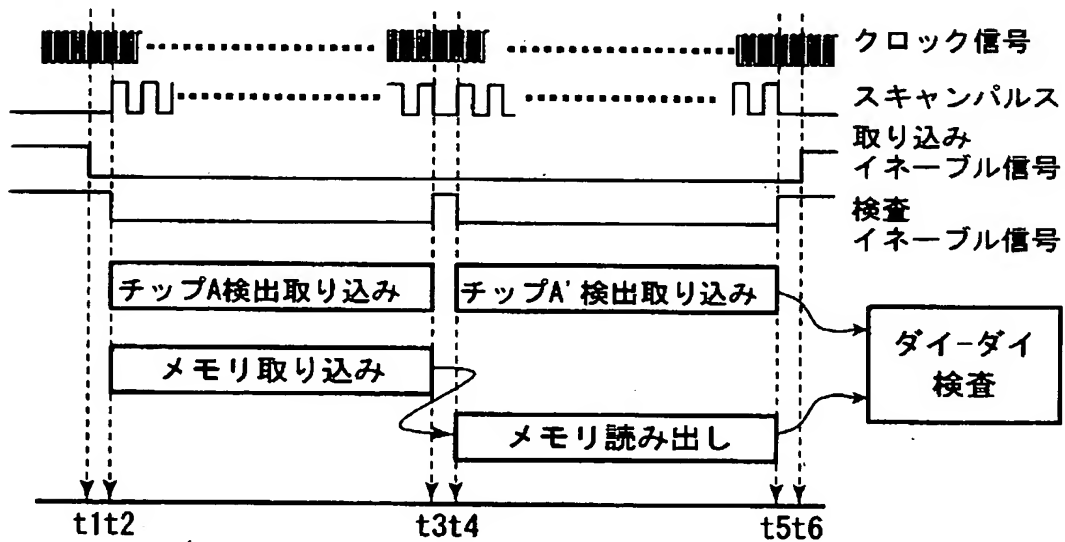 クロック信号
スキャンパルス
取り込み
イネーブル信号
検査
イネーブル信号
チップA検出取り込み
チップA'検出取り込み
メモリ取り込み
メモリ読み出し
ダイ-ダイ
検査
t1t2
t3t4
t5t6